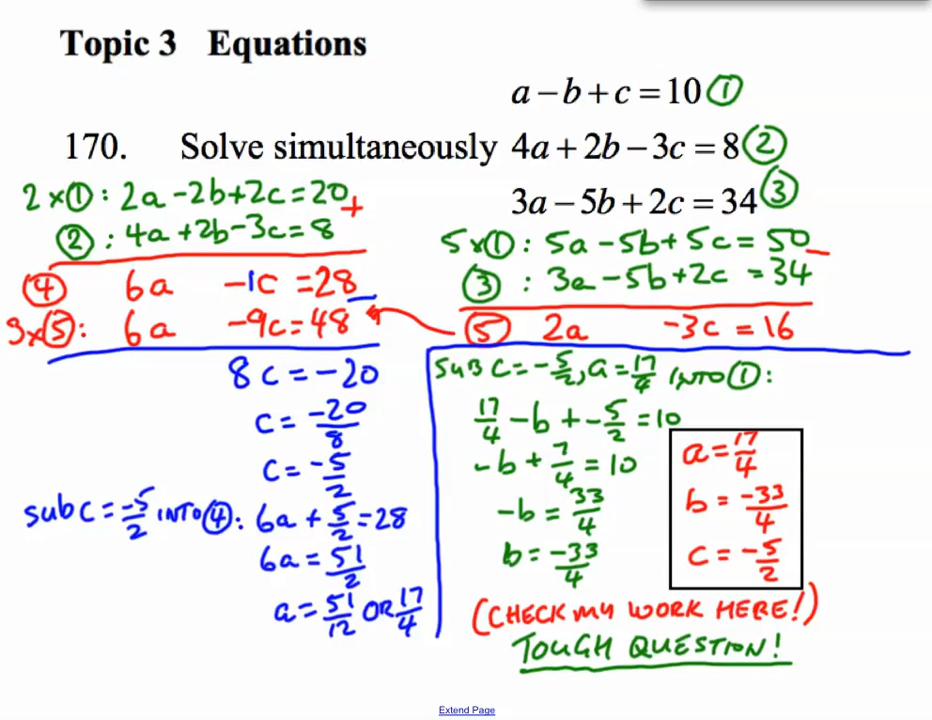 Topic 3 Equations
a − b + c = 10 ①
170. Solve simultaneously 4a + 2b − 3c = 8 ②
3a − 5b + 2c = 34 ③
2 × ①: 2a − 2b + 2c = 20 +
②: 4a + 2b − 3c = 8
④ 6a − 1c = 28 −
3×⑤: 6a − 9c = 48
8c = −20
c = −20/8
c = −5/2
SUB C = −5/2 INTO ④: 6a + 5/2 = 28
6a = 51/2
a = 51/12 OR 17/4
5 × ①: 5a − 5b + 5c = 50 −
③: 3a − 5b + 2c = 34
⑤ 2a − 3c = 16
SUB C = −5/2, a = 17/4 INTO ①:
17/4 − b + −5/2 = 10
−b + 7/4 = 10
−b = 33/4
b = −33/4
a = 17/4
b = −33/4
c = −5/2
(CHECK MY WORK HERE!)
TOUGH QUESTION!
Extend Page